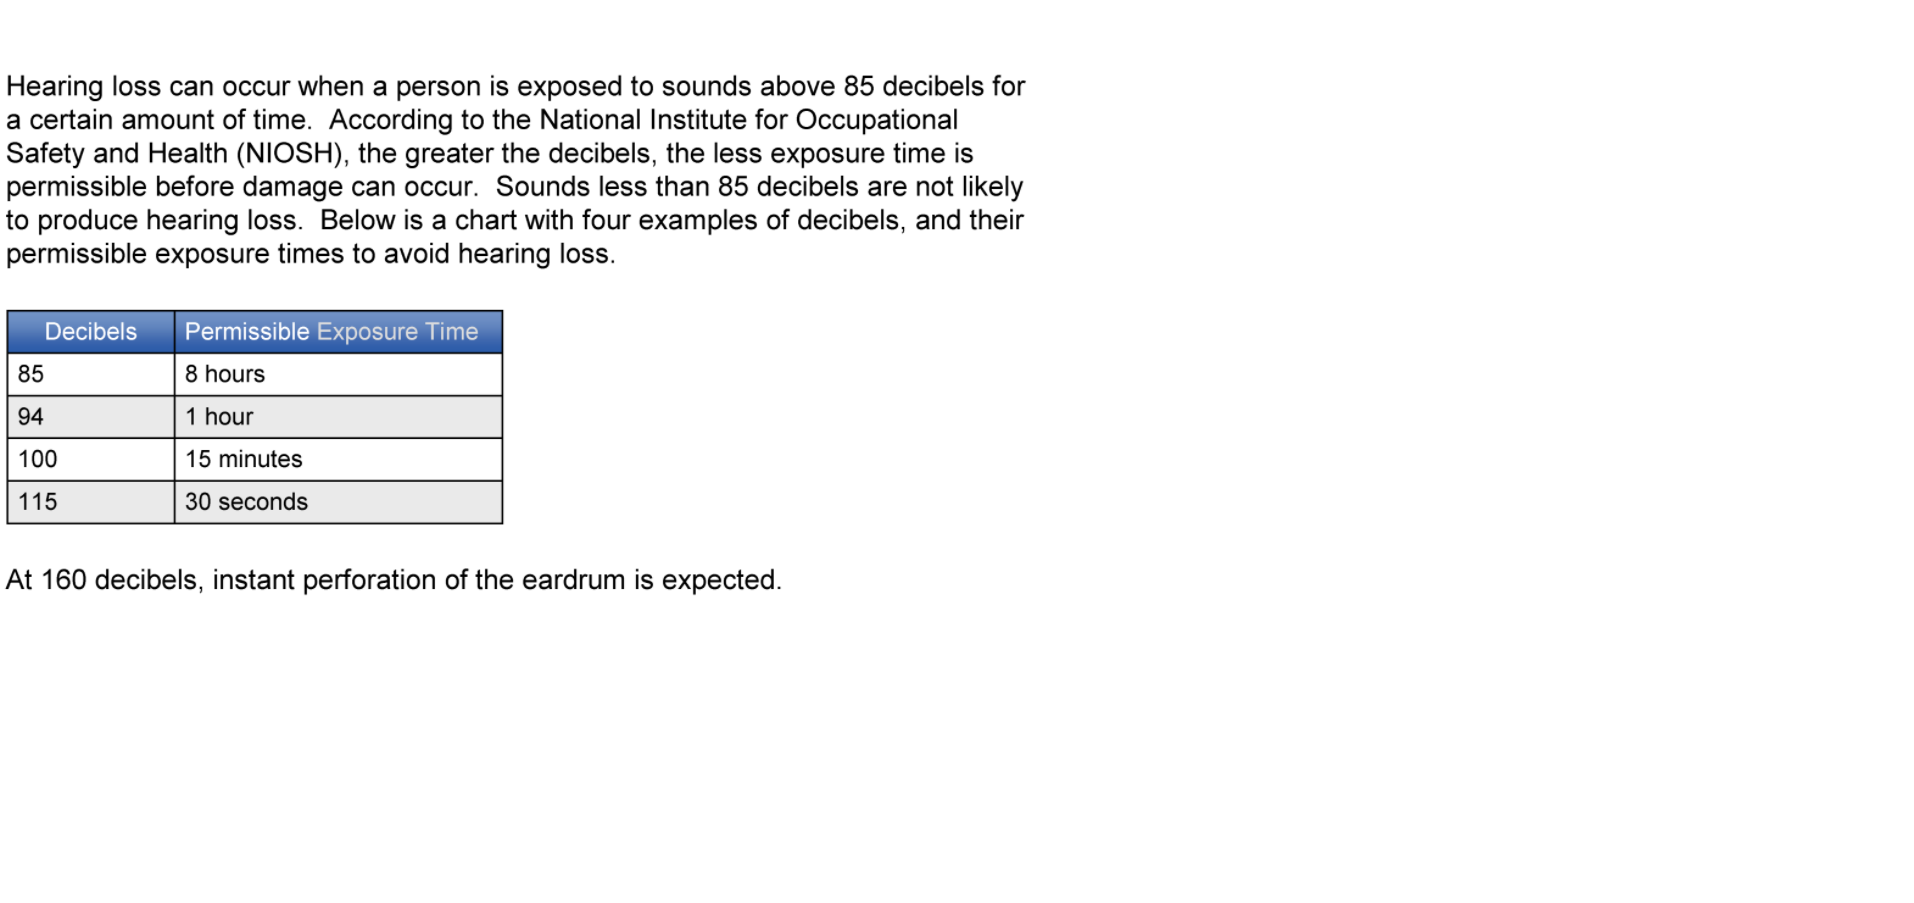 Hearing loss can occur when a person is exposed to sounds above 85 decibels for
a certain amount of time.  According to the National Institute for Occupational
Safety and Health (NIOSH), the greater the decibels, the less exposure time is
permissible before damage can occur.  Sounds less than 85 decibels are not likely
to produce hearing loss.  Below is a chart with four examples of decibels, and their
permissible exposure times to avoid hearing loss.
Decibels Permissible Exposure Time
85 8 hours
94 1 hour
100 15 minutes
115 30 seconds
At 160 decibels, instant perforation of the eardrum is expected.